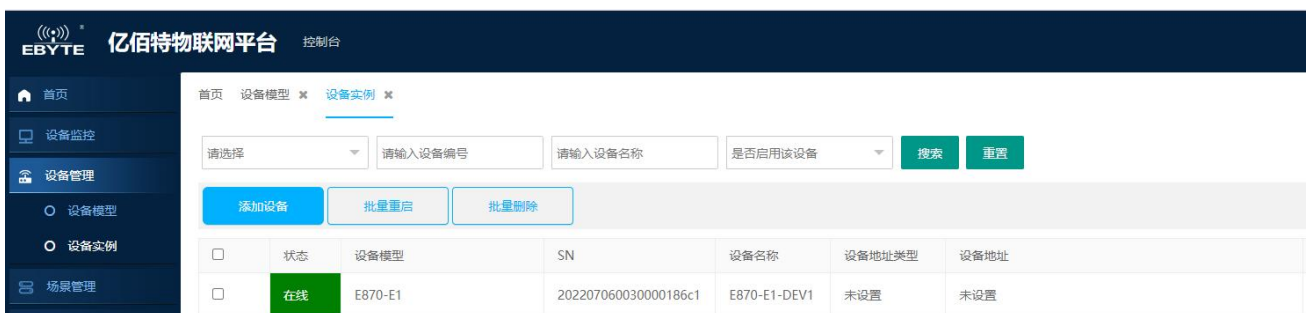 EBYTE 亿佰特物联网平台 控制台
首页
设备监控
设备管理
设备模型
设备实例
场景管理
首页 设备模型 × 设备实例 ×
请选择 请输入设备编号 请输入设备名称 是否启用该设备 搜索 重置
添加设备 批量重启 批量删除
状态 设备模型 SN 设备名称 设备地址类型 设备地址
在线 E870-E1 202207060030000186c1 E870-E1-DEV1 未设置 未设置